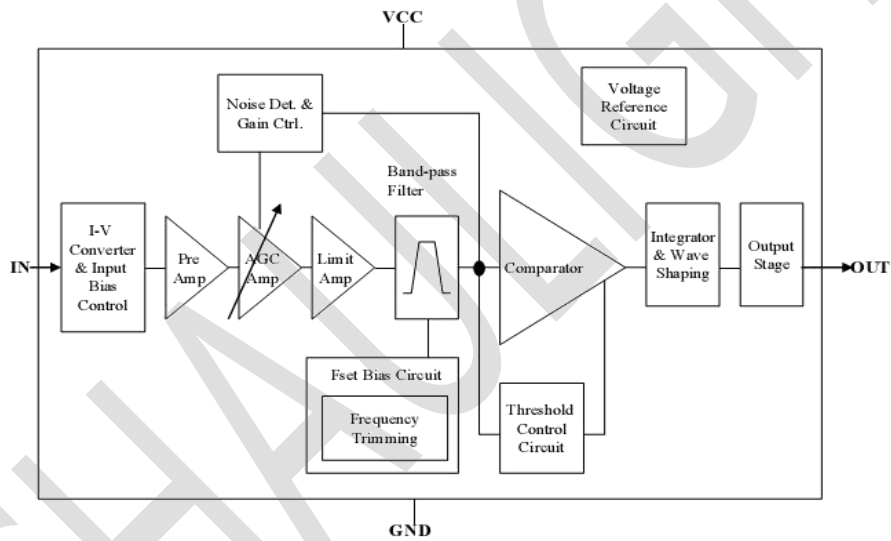 VCC
Voltage
Reference
Circuit
Noise Det. &
Gain Ctrl.
Band-pass
Filter
IN
I-V
Converter
& Input
Bias
Control
Pre
Amp
AGC
Amp
Limit
Amp
Comparator
Integrator
& Wave
Shaping
Output
Stage
OUT
Fset Bias Circuit
Frequency
Trimming
Threshold
Control
Circuit
GND